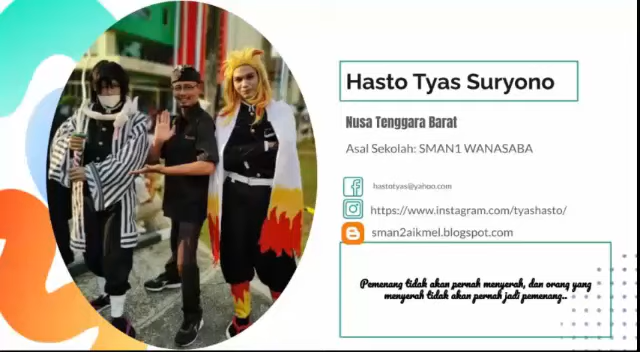 Hasto Tyas Suryono
Nusa Tenggara Barat
Asal Sekolah: SMAN1 WANASABA
hastotyas@yahoo.com
https://www.instagram.com/tyashasto/
sman2aikmel.blogspot.com
Pemenang tidak akan pernah menyerah, dan orang yang
menyerah tidak akan pernah jadi pemenang..